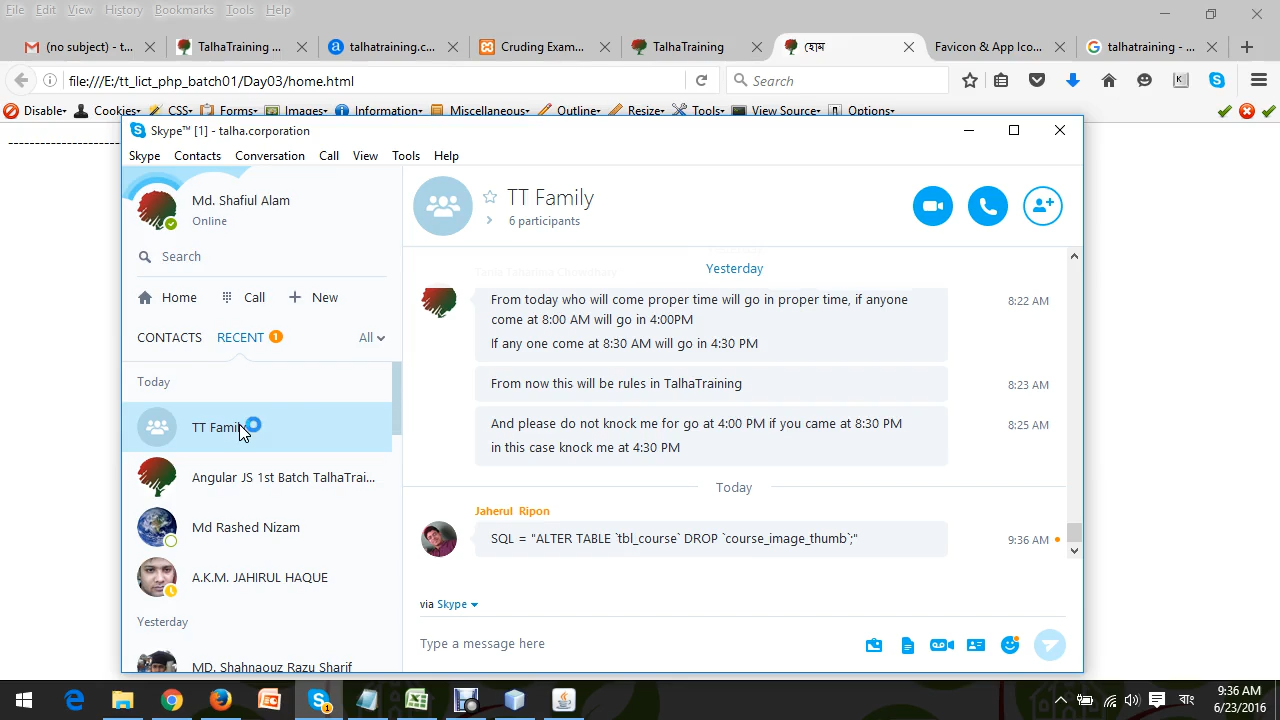 File Edit View History Bookmarks Tools Help
(no subject) - t... TalhaTraining ... talhatraining.c... Cruding Exam... TalhaTraining হোম Favicon & App Ico... talhatraining - ...
file:///E:/tt_lict_php_batch01/Day03/home.html Search
Disable Cookies CSS Forms Images Information Miscellaneous Outline Resize Tools View Source Options
Skype™ [1] - talha.corporation
Skype Contacts Conversation Call View Tools Help
Md. Shafiul Alam
Online
Search
Home Call New
CONTACTS RECENT 1 All
Today
TT Family
Angular JS 1st Batch TalhaTrai...
Md Rashed Nizam
A.K.M. JAHIRUL HAQUE
Yesterday
MD. Shahnaouz Razu Sharif
TT Family
6 participants
Yesterday
From today who will come proper time will go in proper time, if anyone
come at 8:00 AM will go in 4:00PM
If any one come at 8:30 AM will go in 4:30 PM
8:22 AM
From now this will be rules in TalhaTraining
8:23 AM
And please do not knock me for go at 4:00 PM if you came at 8:30 PM
in this case knock me at 4:30 PM
8:25 AM
Today
Jaherul Ripon
SQL = "ALTER TABLE `tbl_course` DROP `course_image_thumb`;"
9:36 AM
via Skype
Type a message here
বাং
9:36 AM
6/23/2016